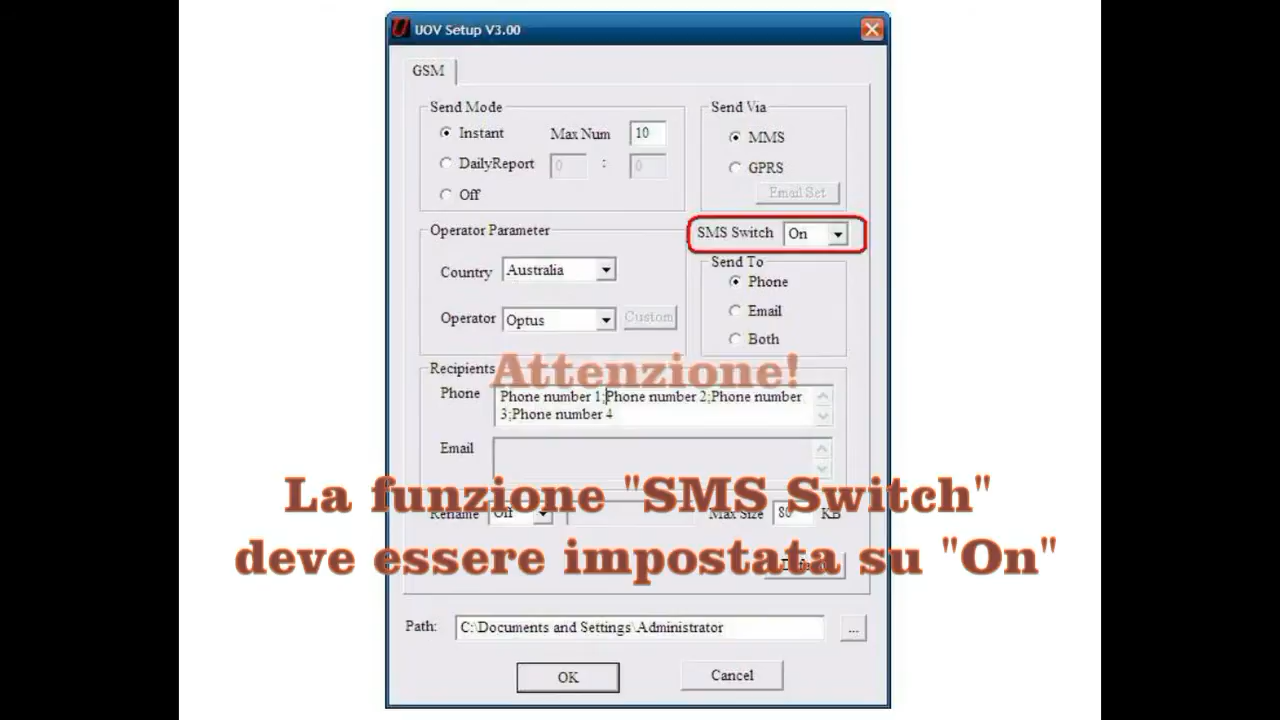 UOV Setup V3.00
GSM
Send Mode
Instant Max Num 10
DailyReport 0 : 0
Off
Send Via
MMS
GPRS
Email Set
SMS Switch On
Operator Parameter
Country Australia
Operator Optus Custom
Send To
Phone
Email
Both
Attenzione!
Recipients
Phone Phone number 1;Phone number 2;Phone number
3;Phone number 4
Email
La funzione "SMS Switch"
Rename Off Max Size 80 KB
deve essere impostata su "On"
Path: C:\Documents and Settings\Administrator ...
OK Cancel